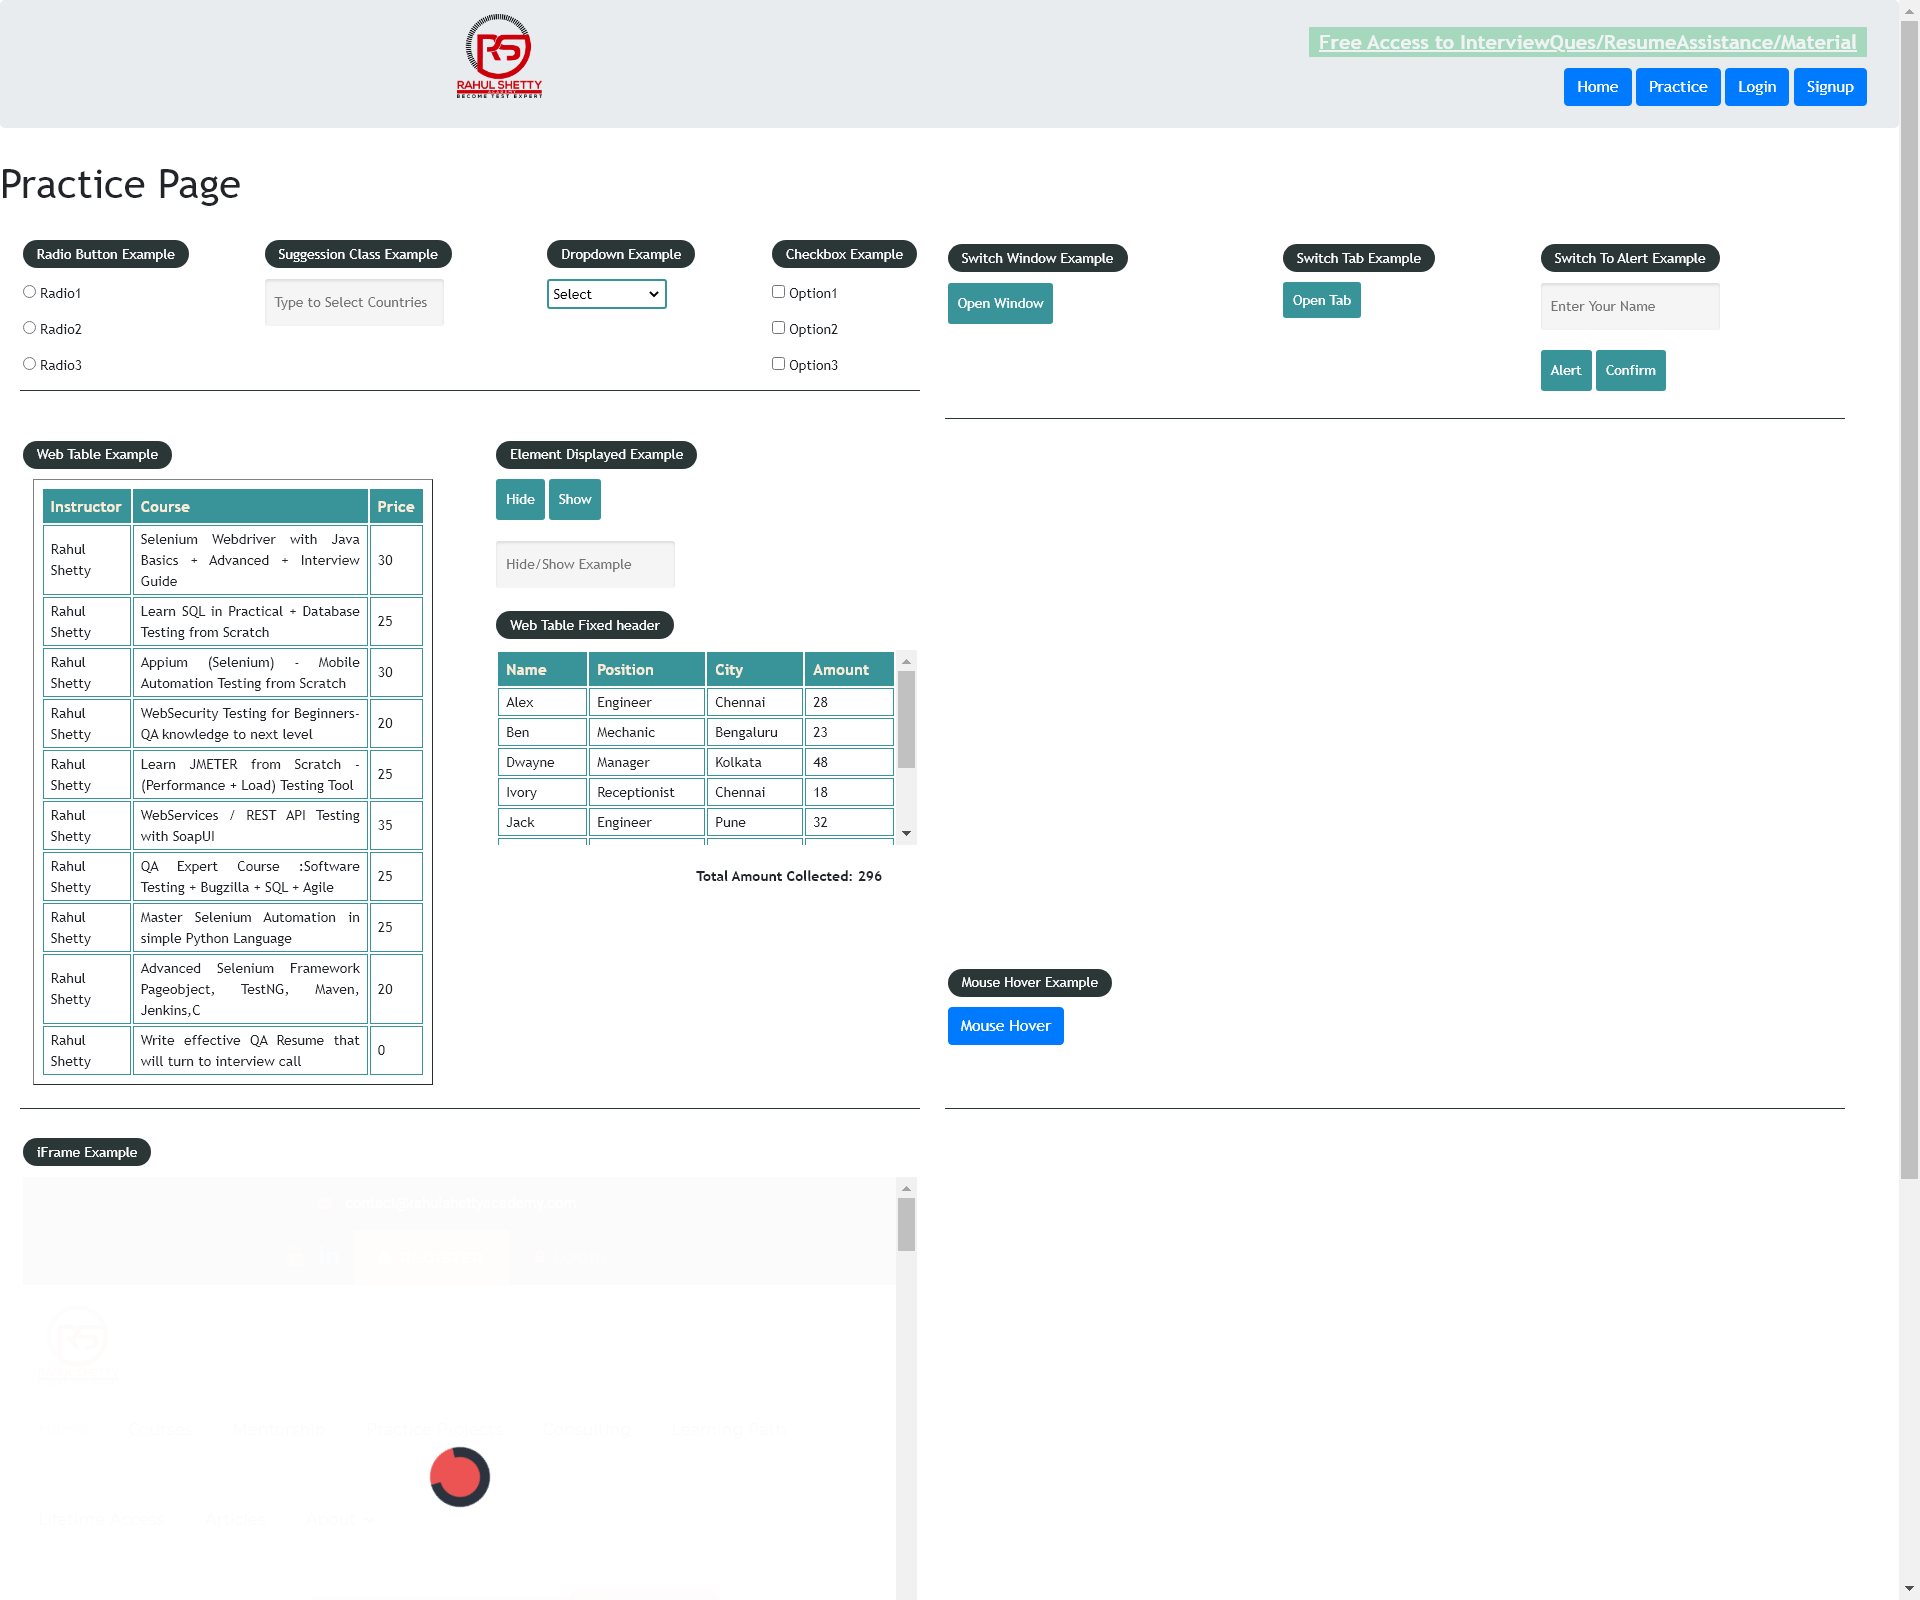 RAHUL SHETTY
ACADEMY
BECOME TEST EXPERT
Free Access to InterviewQues/ResumeAssistance/Material
Home Practice Login Signup
Practice Page
Radio Button Example
Radio1
Radio2
Radio3
Suggession Class Example
Type to Select Countries
Dropdown Example
Select
Checkbox Example
Option1
Option2
Option3
Switch Window Example
Open Window
Switch Tab Example
Open Tab
Switch To Alert Example
Enter Your Name
Alert Confirm
Web Table Example
Instructor Course Price
Rahul Shetty Selenium Webdriver with Java Basics + Advanced + Interview Guide 30
Rahul Shetty Learn SQL in Practical + Database Testing from Scratch 25
Rahul Shetty Appium (Selenium) - Mobile Automation Testing from Scratch 30
Rahul Shetty WebSecurity Testing for Beginners-QA knowledge to next level 20
Rahul Shetty Learn JMETER from Scratch - (Performance + Load) Testing Tool 25
Rahul Shetty WebServices / REST API Testing with SoapUI 35
Rahul Shetty QA Expert Course :Software Testing + Bugzilla + SQL + Agile 25
Rahul Shetty Master Selenium Automation in simple Python Language 25
Rahul Shetty Advanced Selenium Framework Pageobject, TestNG, Maven, Jenkins,C 20
Rahul Shetty Write effective QA Resume that will turn to interview call 0
Element Displayed Example
Hide Show
Hide/Show Example
Web Table Fixed header
Name Position City Amount
Alex Engineer Chennai 28
Ben Mechanic Bengaluru 23
Dwayne Manager Kolkata 48
Ivory Receptionist Chennai 18
Jack Engineer Pune 32
Total Amount Collected: 296
Mouse Hover Example
Mouse Hover
iFrame Example